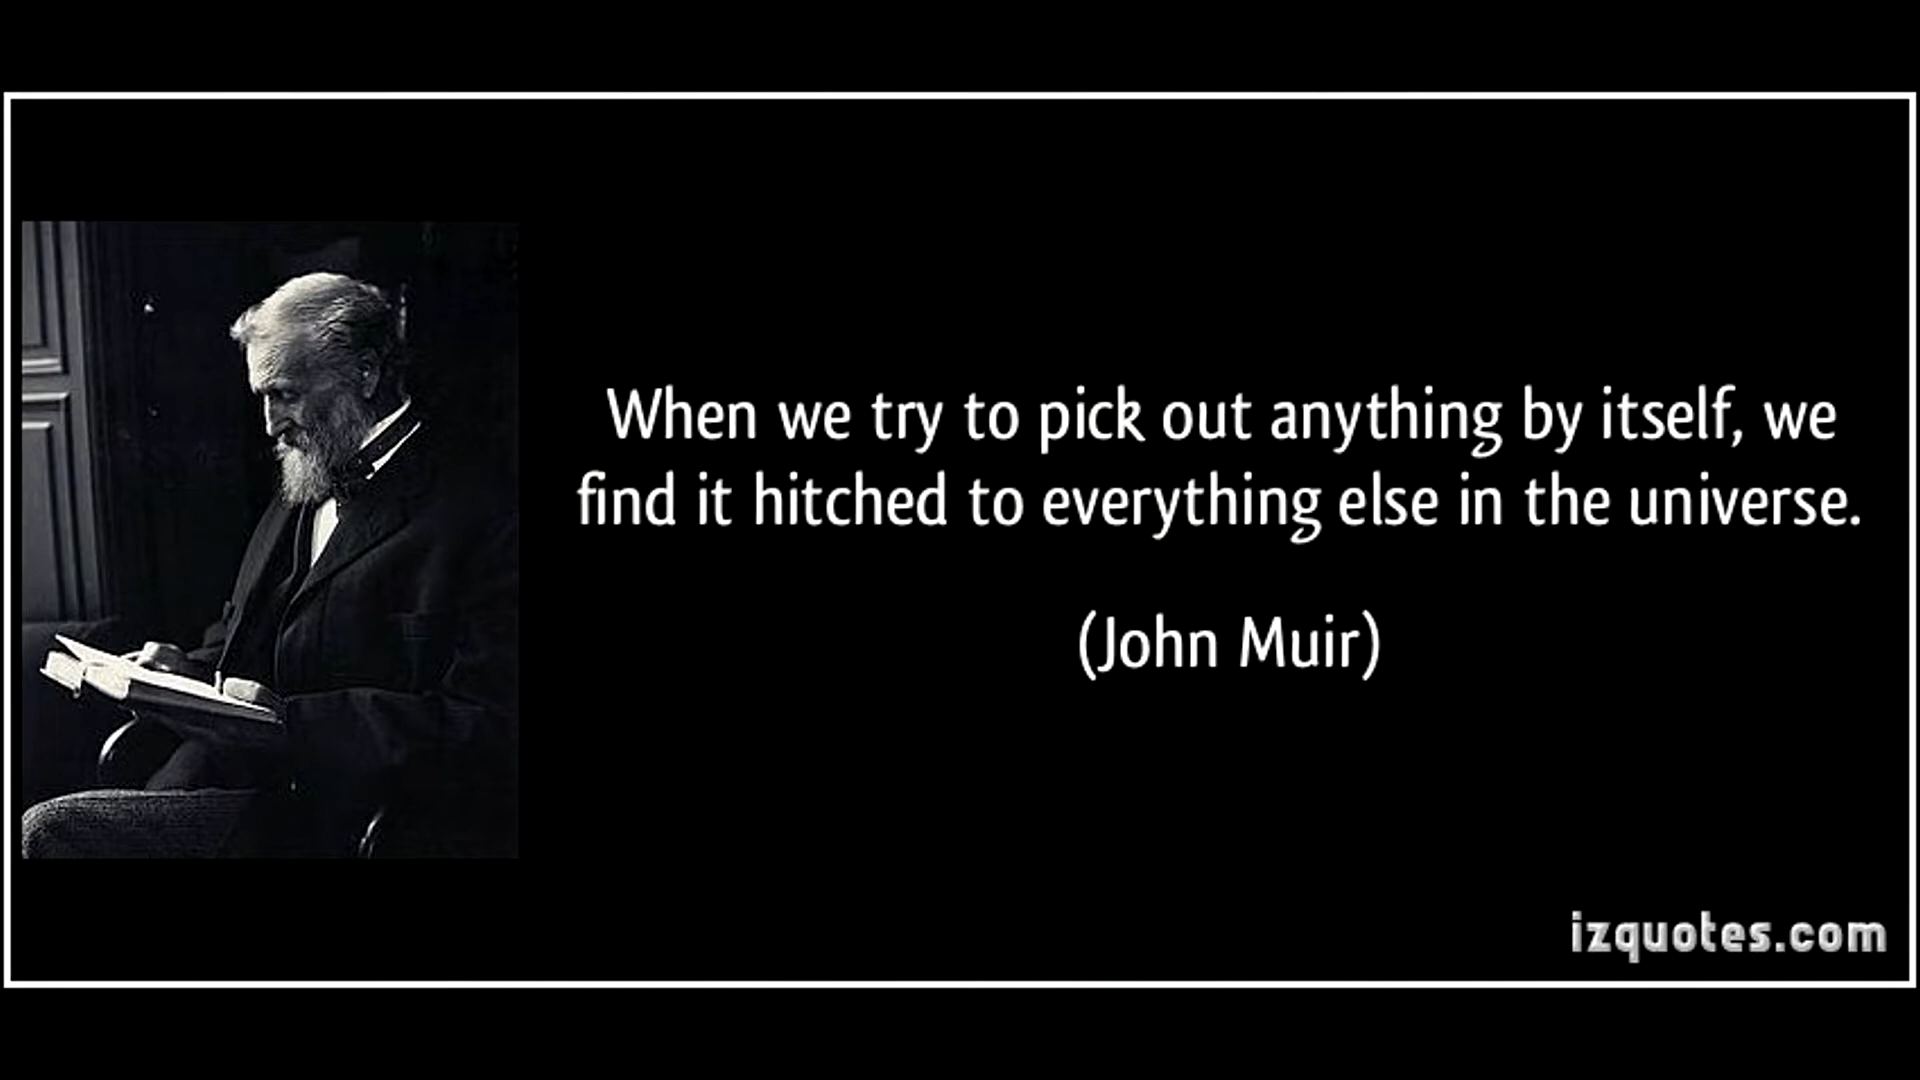 When we try to pick out anything by itself, we
find it hitched to everything else in the universe.
(John Muir)
izquotes.com